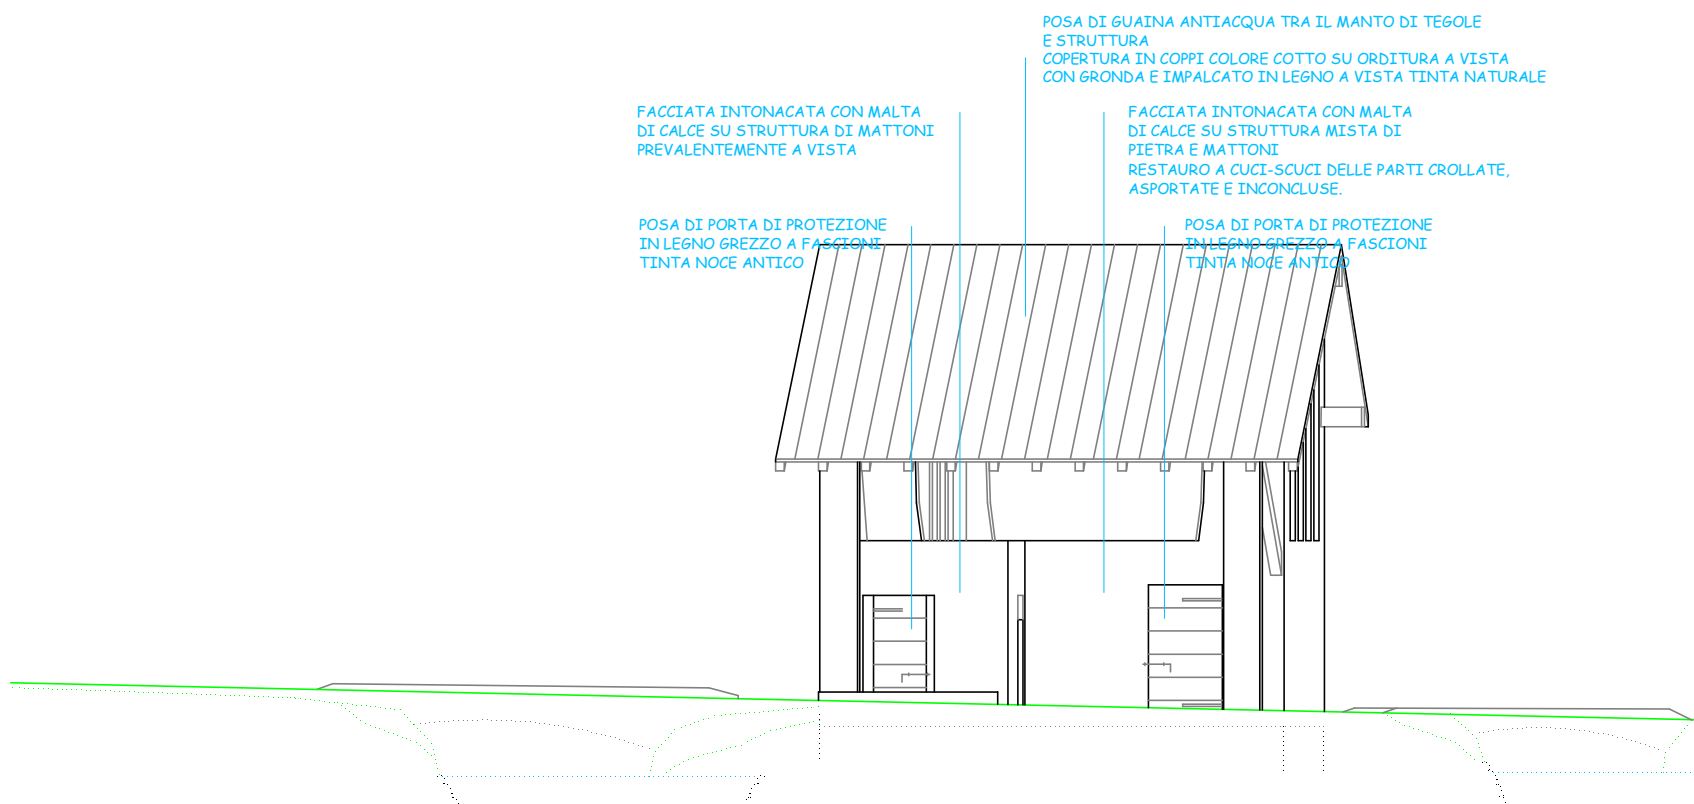 POSA DI GUAINA ANTIACQUA TRA IL MANTO DI TEGOLE
E STRUTTURA
COPERTURA IN COPPI COLORE COTTO SU ORDITURA A VISTA
CON GRONDA E IMPALCATO IN LEGNO A VISTA TINTA NATURALE
FACCIATA INTONACATA CON MALTA
DI CALCE SU STRUTTURA DI MATTONI
PREVALENTEMENTE A VISTA
FACCIATA INTONACATA CON MALTA
DI CALCE SU STRUTTURA MISTA DI
PIETRA E MATTONI
RESTAURO A CUCI-SCUCI DELLE PARTI CROLLATE,
ASPORTATE E INCONCLUSE.
POSA DI PORTA DI PROTEZIONE
IN LEGNO GREZZO A FASCIONI
TINTA NOCE ANTICO
POSA DI PORTA DI PROTEZIONE
IN LEGNO GREZZO A FASCIONI
TINTA NOCE ANTICO